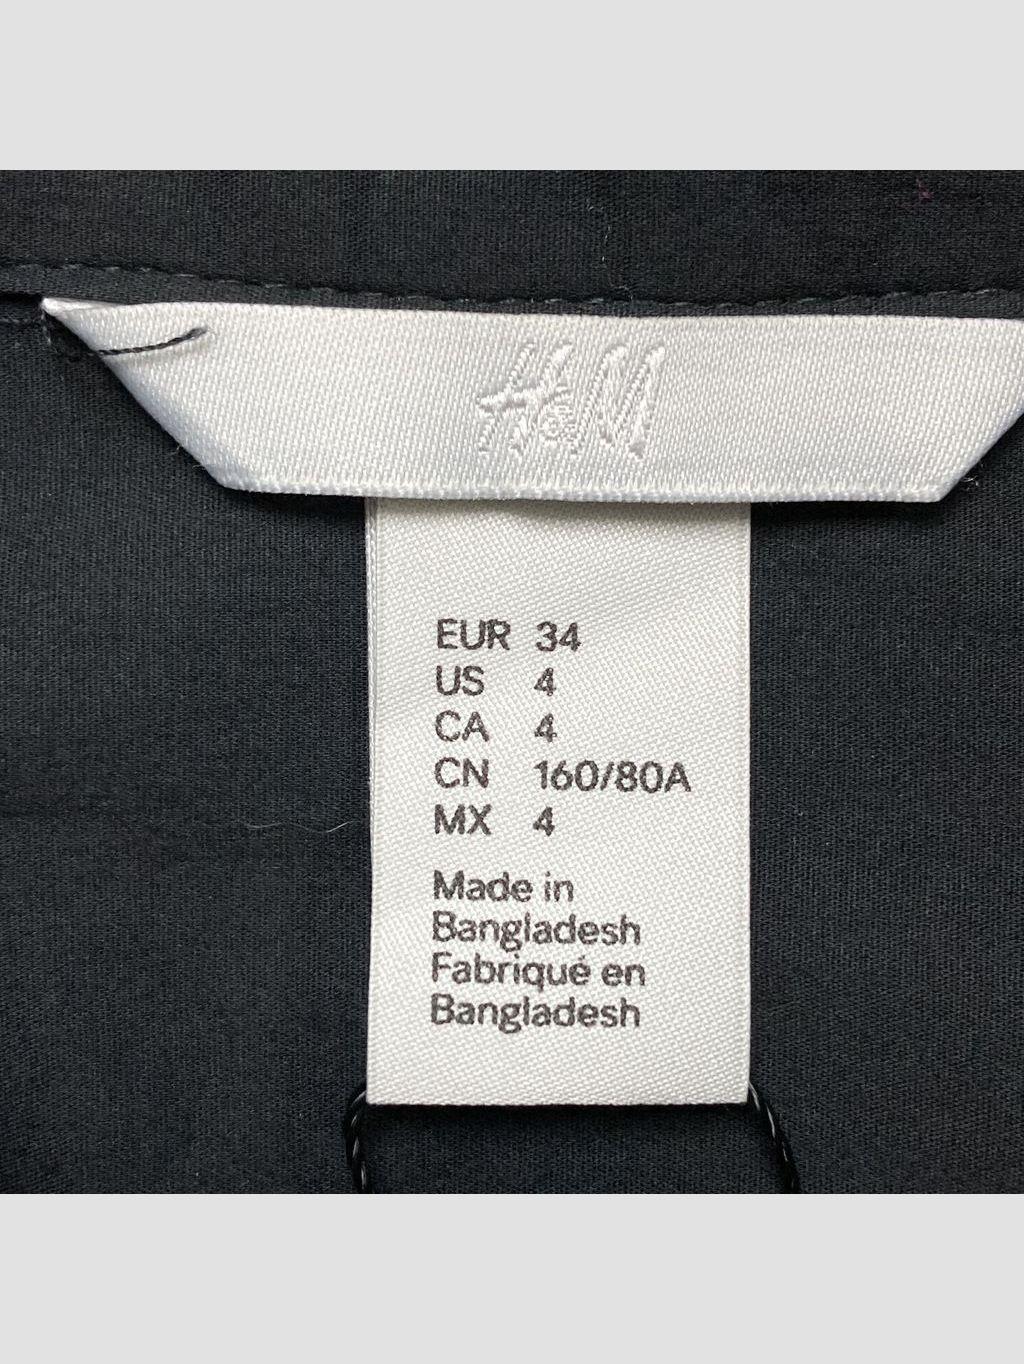 H&M
EUR 34
US 4
CA 4
CN 160/80A
MX 4
Made in
Bangladesh
Fabriqué en
Bangladesh